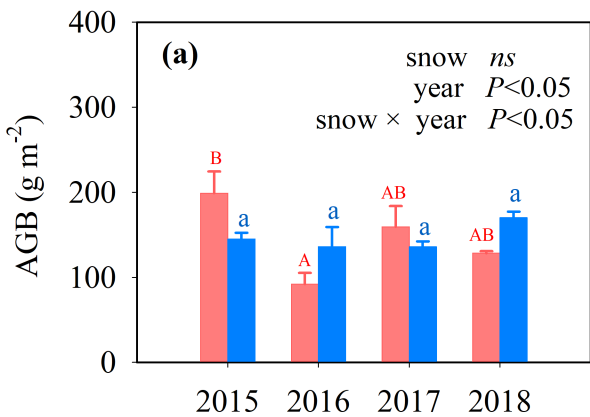 400
300
200
100
0
AGB (g m-2)
(a)
snow ns
year P<0.05
snow × year P<0.05
B
a
A
a
AB
a
AB
a
2015 2016 2017 2018